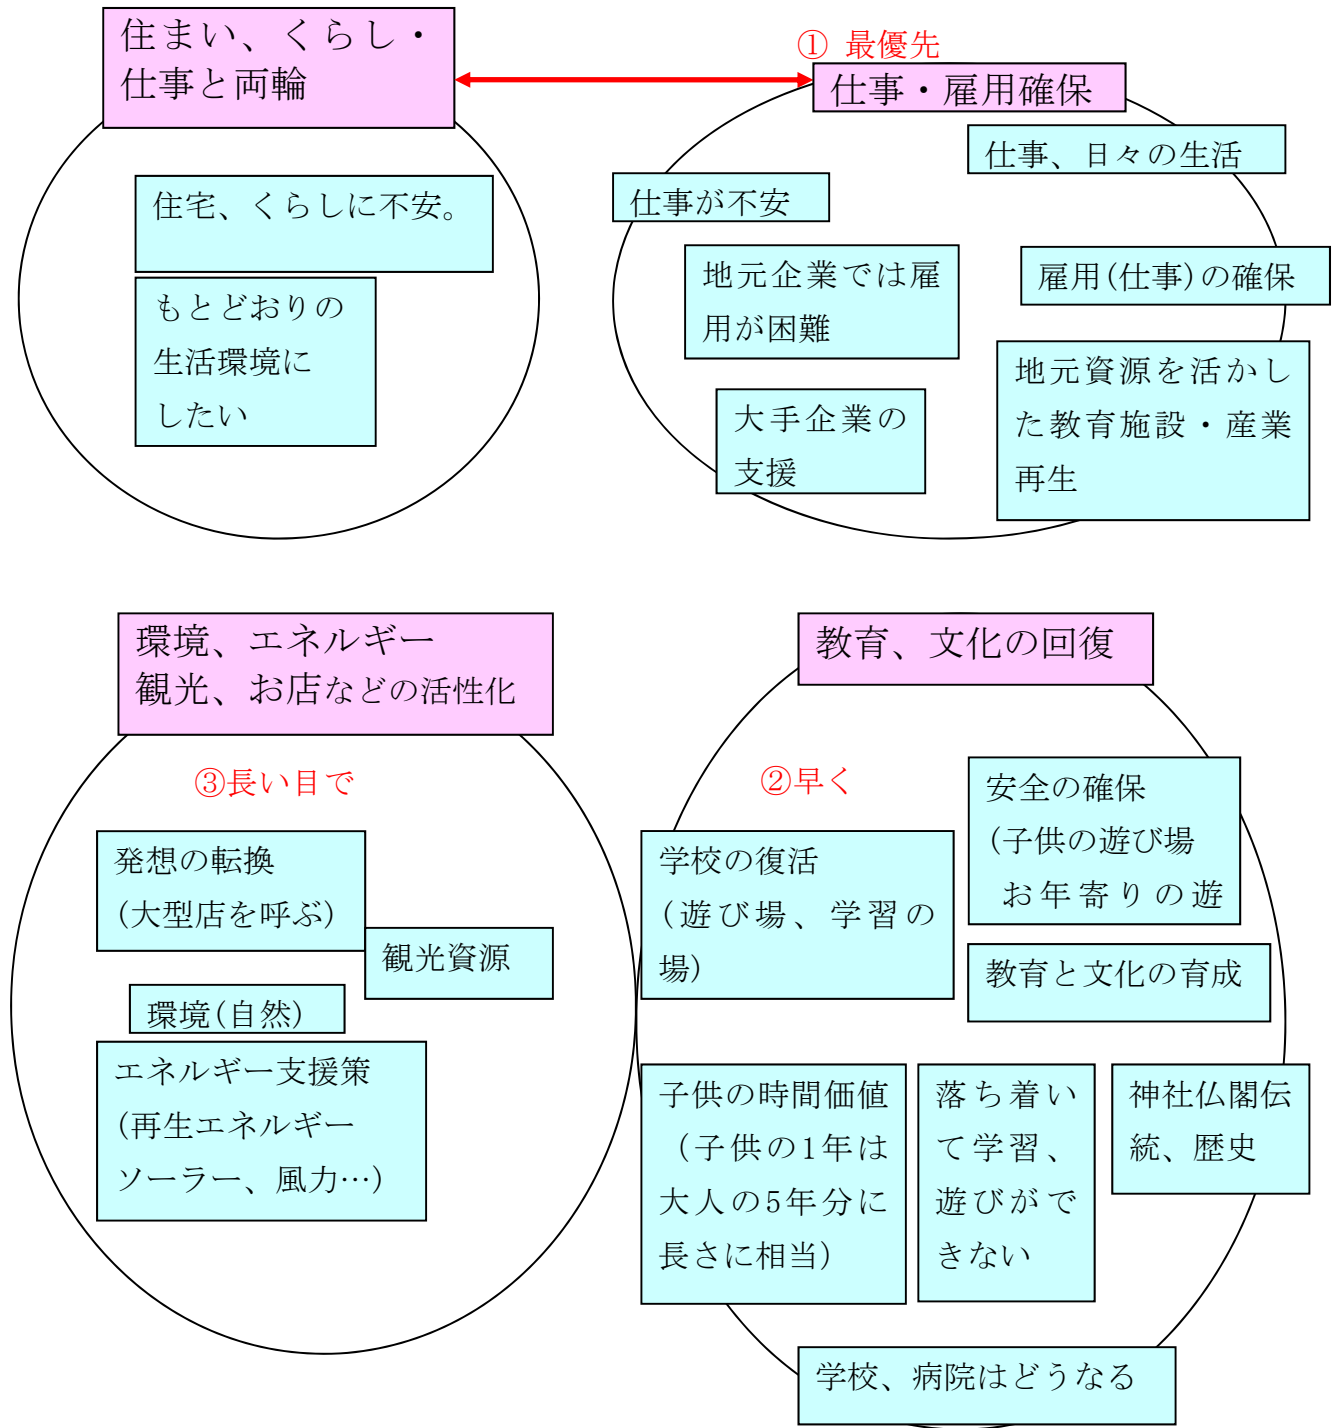 住まい、くらし・
仕事と両輪
① 最優先
仕事・雇用確保
仕事、日々の生活
住宅、くらしに不安。
仕事が不安
地元企業では雇
用が困難
雇用(仕事)の確保
もとどおりの
生活環境に
したい
地元資源を活かし
た教育施設・産業
再生
大手企業の
支援
環境、エネルギー
観光、お店などの活性化
③長い目で
発想の転換
(大型店を呼ぶ)
観光資源
環境(自然)
エネルギー支援策
(再生エネルギー
ソーラー、風力…)
教育、文化の回復
②早く
安全の確保
(子供の遊び場
お年寄りの遊
学校の復活
(遊び場、学習の
場)
教育と文化の育成
子供の時間価値
（子供の1年は
大人の5年分に
長さに相当）
落ち着い
て学習、
遊びがで
きない
神社仏閣伝
統、歴史
学校、病院はどうなる